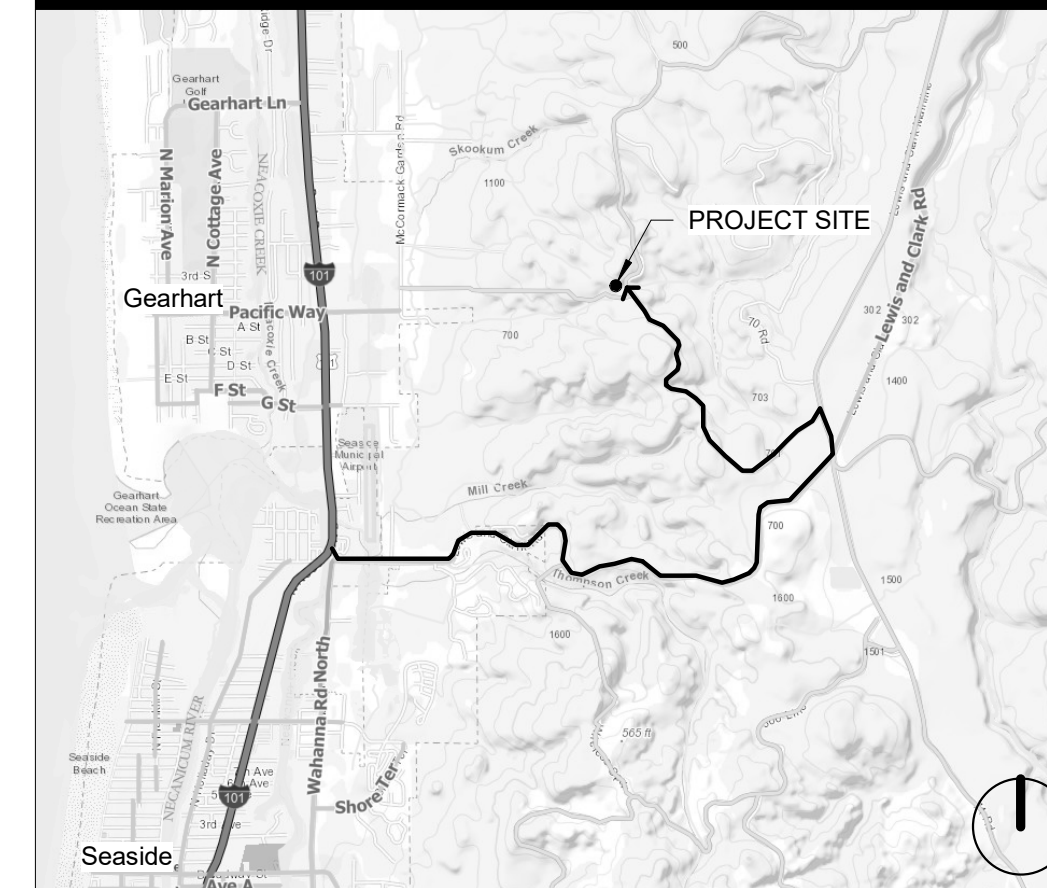 500
Gearhart
Golf
Gearhart Ln
McCormack Garden Rd
Skookum Creek
N Marion Ave
N Cottage Ave
NEACOXIE CREEK
1100
PROJECT SITE
Lewis and Clark Rd
101
3rd S
Gearhart
Pacific Way
A St
B St
C St
D St
E St
F St
G St
700
302
302
703
1400
Seaside
Municipal
Airport
Mill Creek
Gearhart
Ocean State
Recreation Area
700
Thompson Creek
1500
1600
1600
1501
Wahanna Rd North
NECANICUM RIVER
565 ft
Seaside
Beach
101
Shore Ter
3rd Ave
Seaside
Broadway St
Ave A